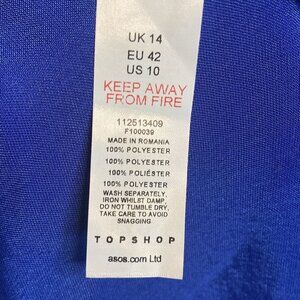 UK 14
EU 42
US 10
KEEP AWAY
FROM FIRE
112513409
F100039
MADE IN ROMANIA
100% POLYESTER
100% POLYESTER
100% POLIÉSTER
100% POLYESTER
WASH SEPARATELY.
IRON WHILST DAMP.
DO NOT TUMBLE DRY.
TAKE CARE TO AVOID
SNAGGING
TOPSHOP
asos.com Ltd